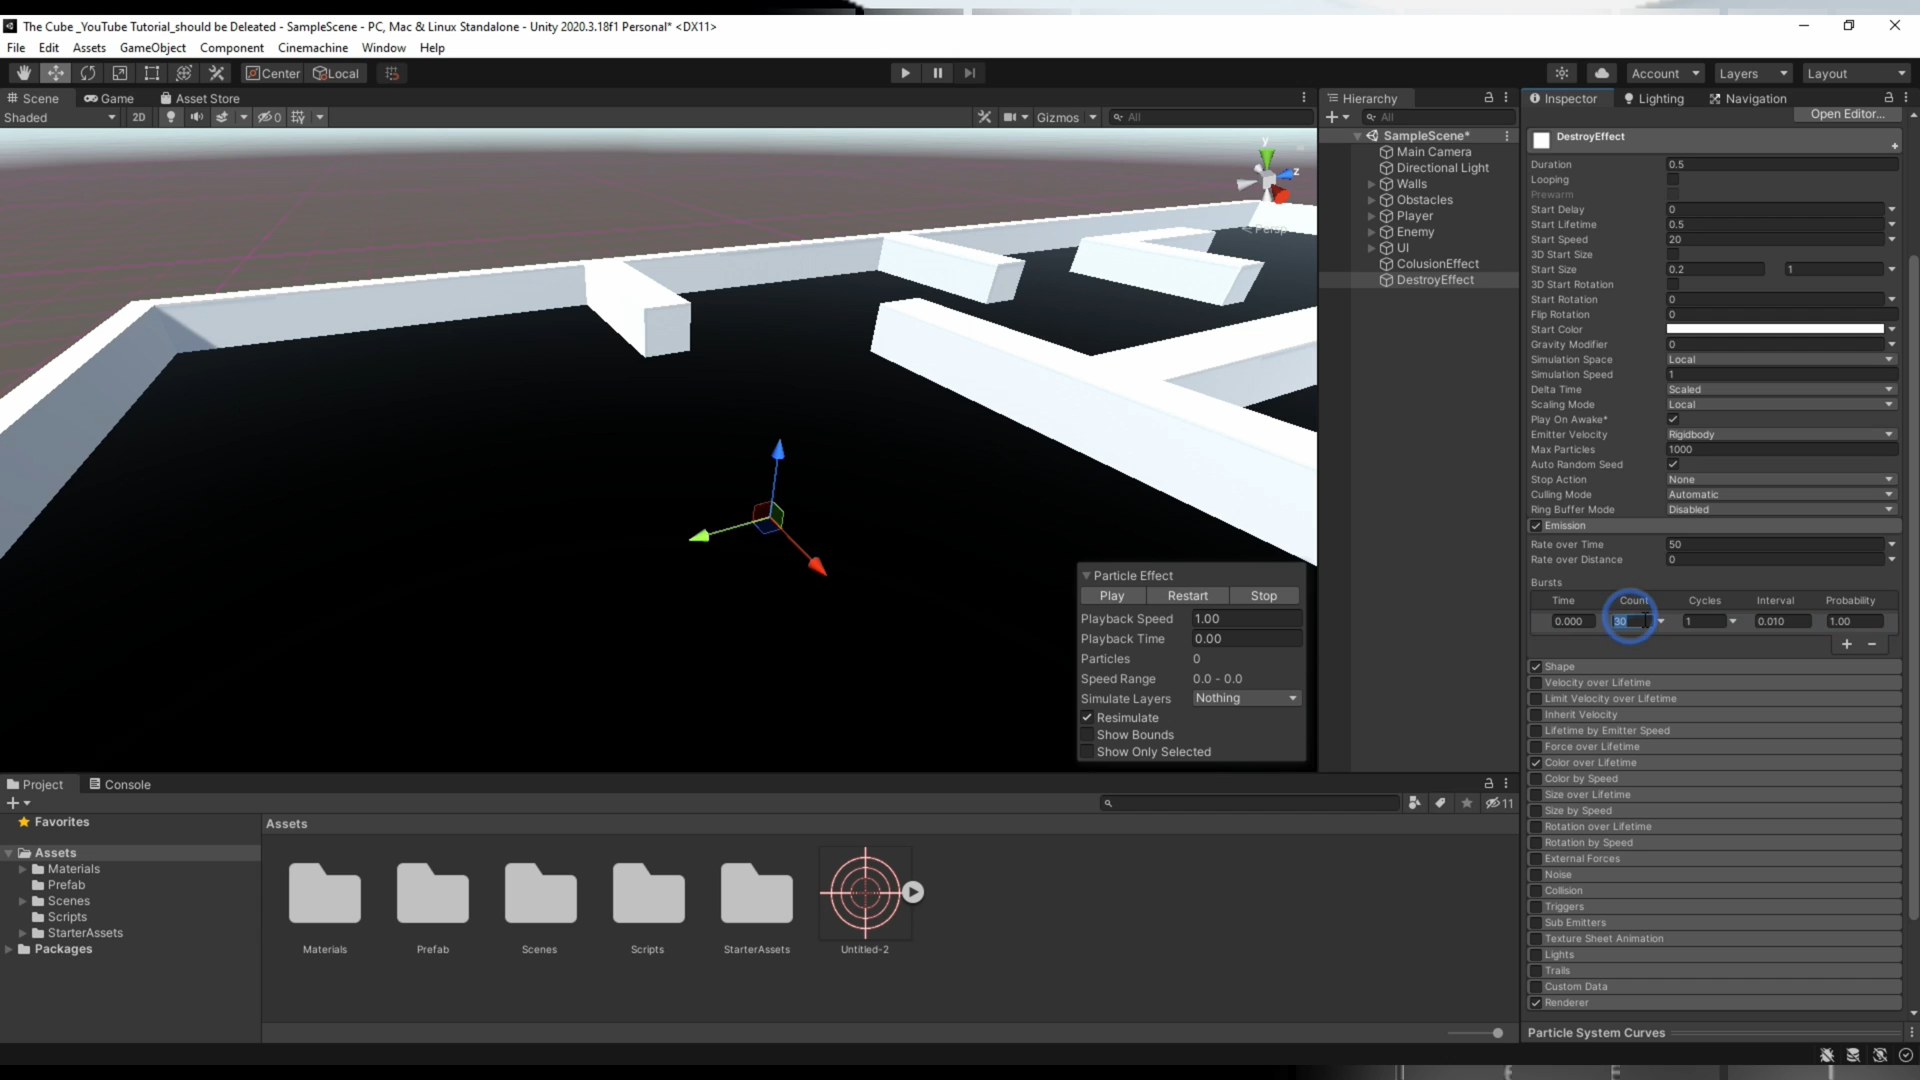 The Cube _YouTube Tutorial_should be Deleated - SampleScene - PC, Mac & Linux Standalone - Unity 2020.3.18f1 Personal* <DX11>
File Edit Assets GameObject Component Cinemachine Window Help
Center Local
Account Layers Layout
Scene Game Asset Store
Shaded 2D 0 Gizmos All
y
z
Persp
Hierarchy
All
SampleScene*
Main Camera
Directional Light
Walls
Obstacles
Player
Enemy
UI
ColusionEffect
DestroyEffect
Particle Effect
Play Restart Stop
Playback Speed 1.00
Playback Time 0.00
Particles 0
Speed Range 0.0 - 0.0
Simulate Layers Nothing
Resimulate
Show Bounds
Show Only Selected
Inspector Lighting Navigation
Open Editor...
DestroyEffect
Duration 0.5
Looping
Prewarm
Start Delay 0
Start Lifetime 0.5
Start Speed 20
3D Start Size
Start Size 0.2 1
3D Start Rotation
Start Rotation 0
Flip Rotation 0
Start Color
Gravity Modifier 0
Simulation Space Local
Simulation Speed 1
Delta Time Scaled
Scaling Mode Local
Play On Awake*
Emitter Velocity Rigidbody
Max Particles 1000
Auto Random Seed
Stop Action None
Culling Mode Automatic
Ring Buffer Mode Disabled
Emission
Rate over Time 50
Rate over Distance 0
Bursts
Time Count Cycles Interval Probability
0.000 30 1 0.010 1.00
Shape
Velocity over Lifetime
Limit Velocity over Lifetime
Inherit Velocity
Lifetime by Emitter Speed
Force over Lifetime
Color over Lifetime
Color by Speed
Size over Lifetime
Size by Speed
Rotation over Lifetime
Rotation by Speed
External Forces
Noise
Collision
Triggers
Sub Emitters
Texture Sheet Animation
Lights
Trails
Custom Data
Renderer
Particle System Curves
Project Console
11
Favorites
Assets
Materials
Prefab
Scenes
Scripts
StarterAssets
Packages
Assets
Materials Prefab Scenes Scripts StarterAssets Untitled-2